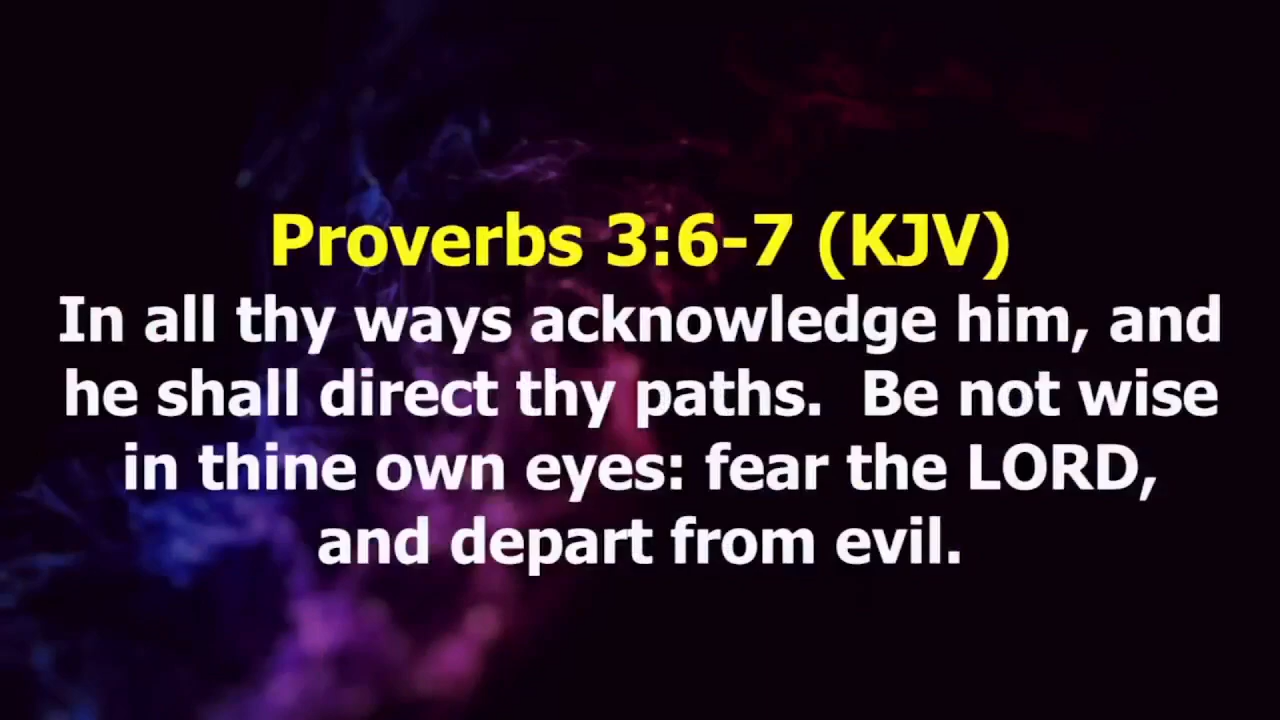 Proverbs 3:6-7 (KJV)
In all thy ways acknowledge him, and
he shall direct thy paths.  Be not wise
in thine own eyes: fear the LORD,
and depart from evil.